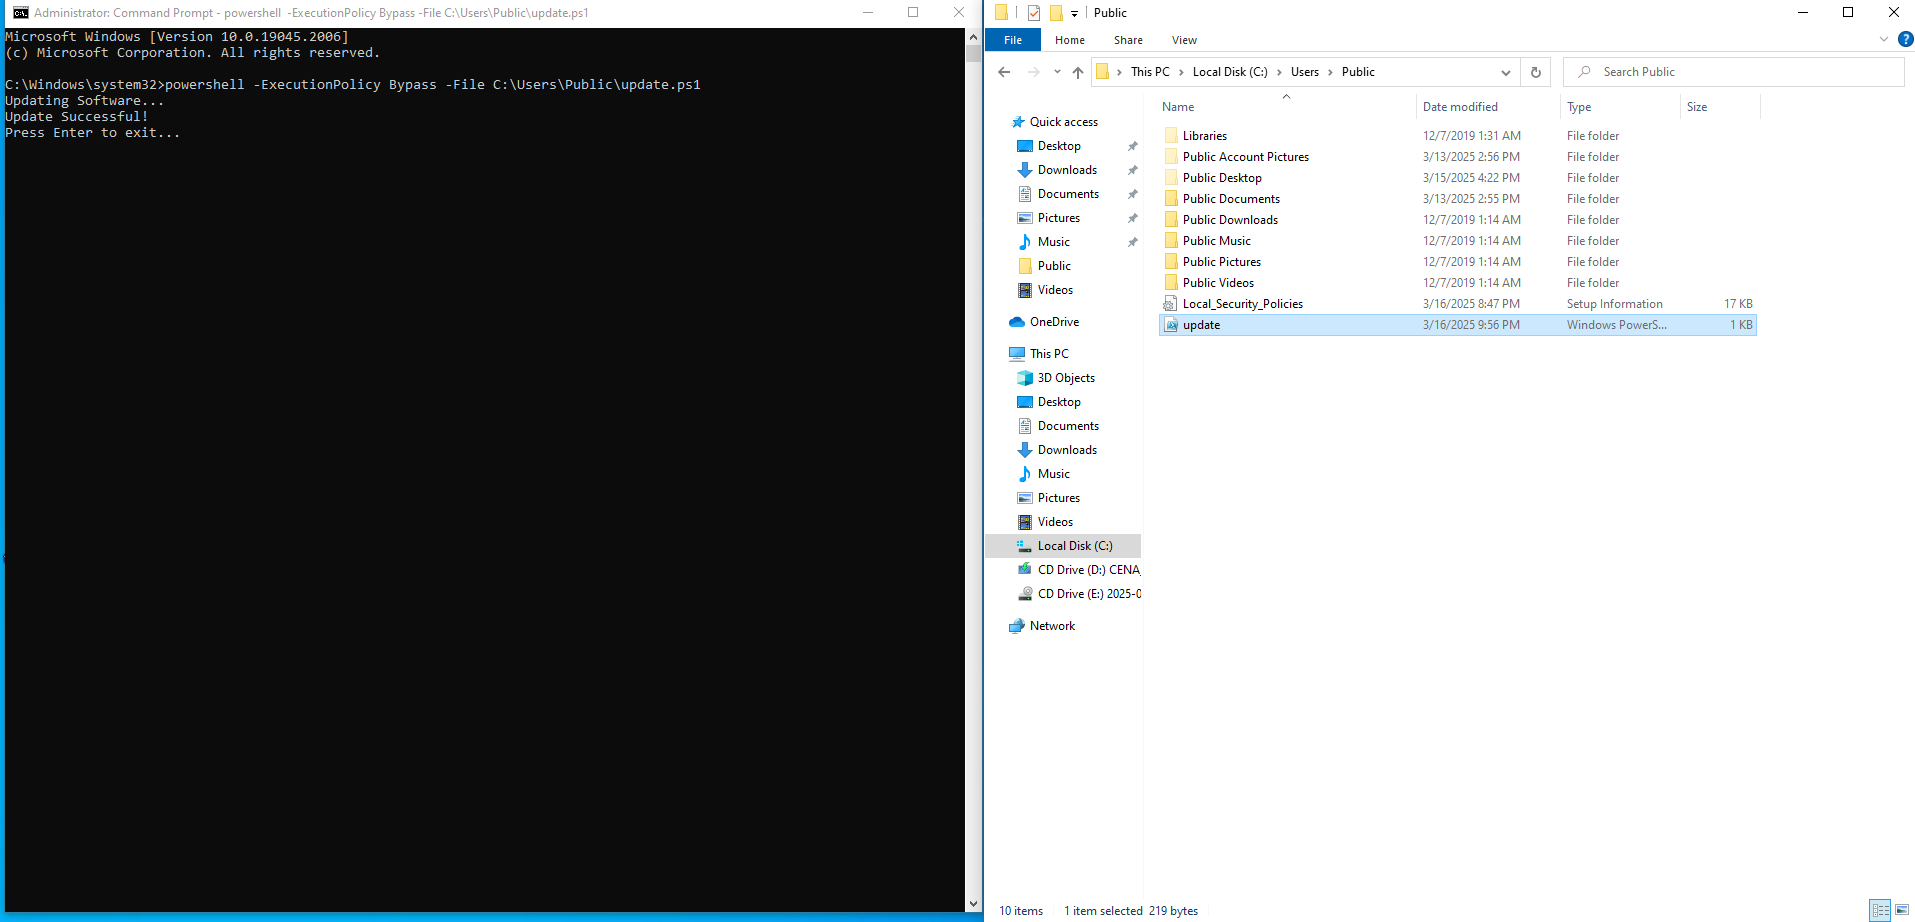 Administrator: Command Prompt - powershell  -ExecutionPolicy Bypass -File C:\Users\Public\update.ps1
Microsoft Windows [Version 10.0.19045.2006]
(c) Microsoft Corporation. All rights reserved.
C:\Windows\system32>powershell -ExecutionPolicy Bypass -File C:\Users\Public\update.ps1
Updating Software...
Update Successful!
Press Enter to exit...
Public
File Home Share View
This PC > Local Disk (C:) > Users > Public
Search Public
Quick access
Desktop
Downloads
Documents
Pictures
Music
Public
Videos
OneDrive
This PC
3D Objects
Desktop
Documents
Downloads
Music
Pictures
Videos
Local Disk (C:)
CD Drive (D:) CENA_
CD Drive (E:) 2025-0
Network
Name Date modified Type Size
Libraries 12/7/2019 1:31 AM File folder
Public Account Pictures 3/13/2025 2:56 PM File folder
Public Desktop 3/15/2025 4:22 PM File folder
Public Documents 3/13/2025 2:55 PM File folder
Public Downloads 12/7/2019 1:14 AM File folder
Public Music 12/7/2019 1:14 AM File folder
Public Pictures 12/7/2019 1:14 AM File folder
Public Videos 12/7/2019 1:14 AM File folder
Local_Security_Policies 3/16/2025 8:47 PM Setup Information 17 KB
update 3/16/2025 9:56 PM Windows PowerS... 1 KB
10 items 1 item selected 219 bytes